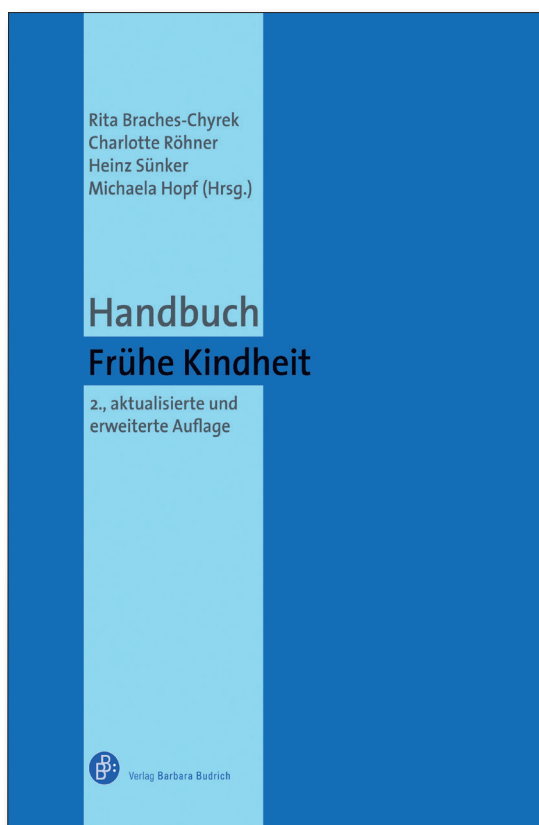 Rita Braches-Chyrek
Charlotte Röhner
Heinz Sünker
Michaela Hopf (Hrsg.)
Handbuch
Frühe Kindheit
2., aktualisierte und
erweiterte Auflage
BB:
Verlag Barbara Budrich